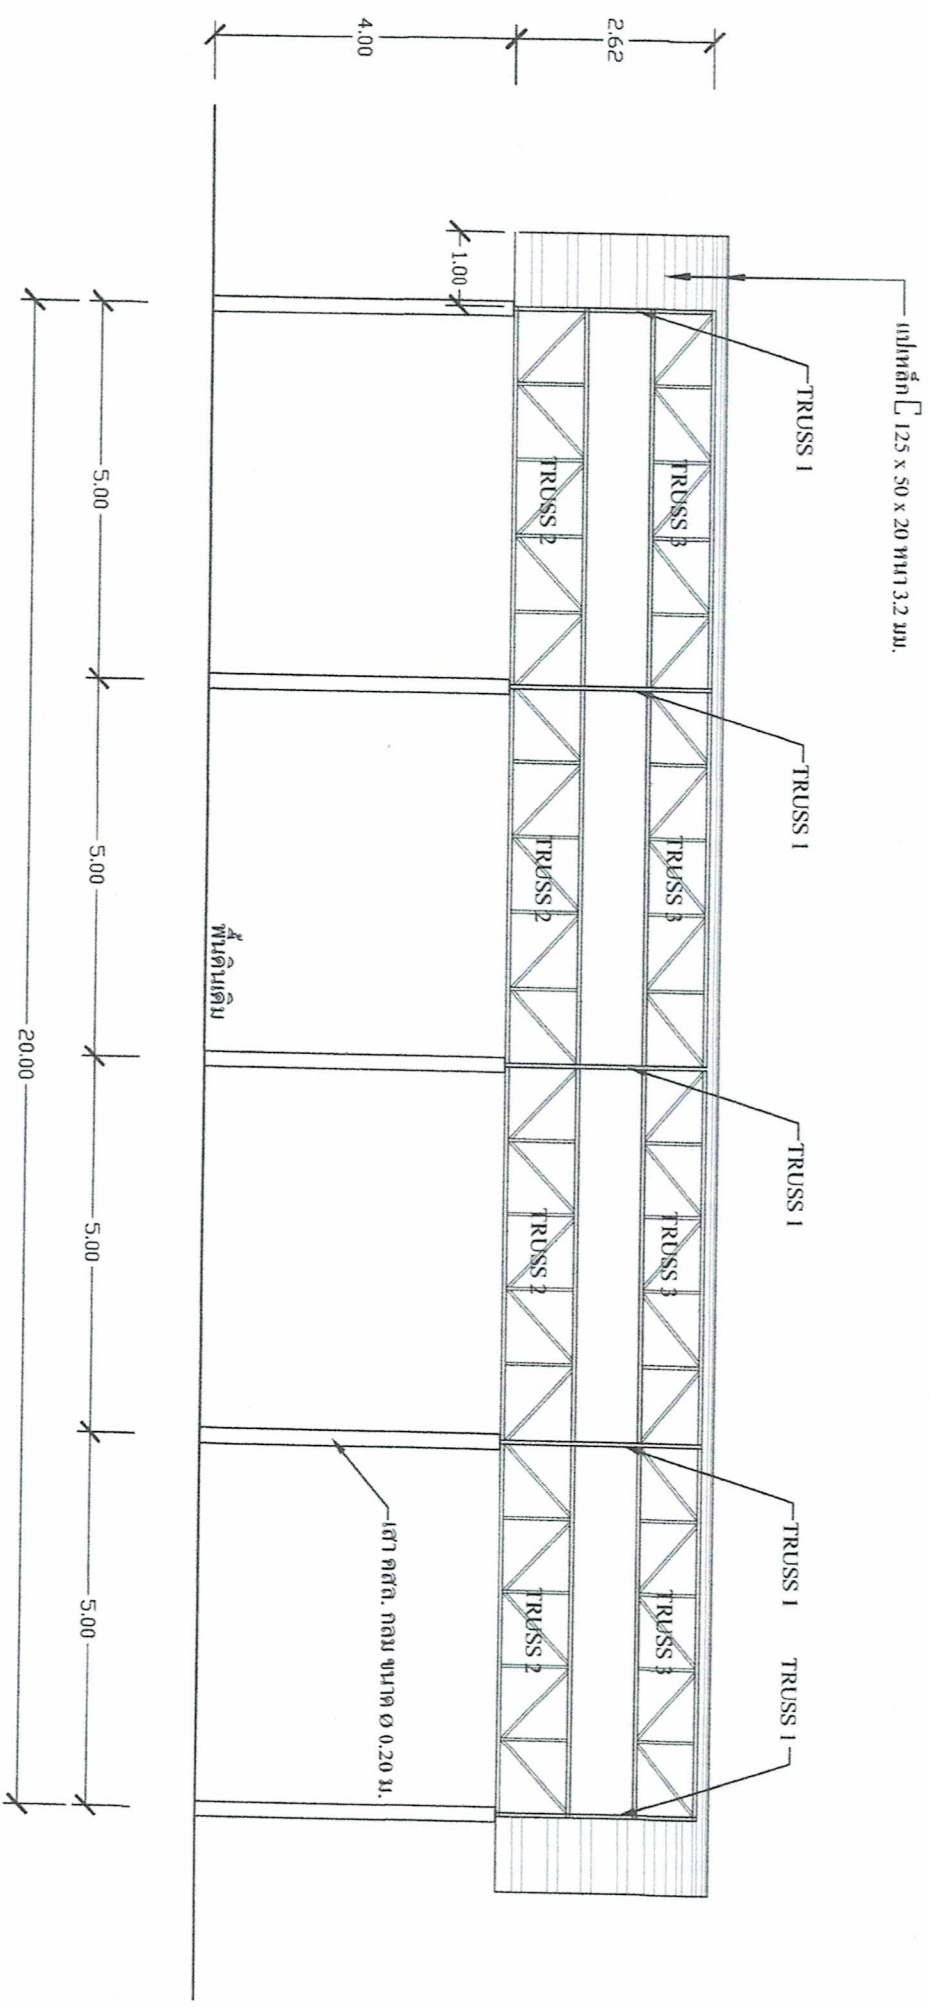 แปเหล็ก [ 125 x 50 x 20 หนา 3.2 มม.
TRUSS 1
TRUSS 1
TRUSS 1
TRUSS 1
TRUSS 1
2.62
TRUSS 3
TRUSS 3
TRUSS 3
TRUSS 3
TRUSS 2
TRUSS 2
TRUSS 2
TRUSS 2
1.00
4.00
เสา คสล. กลม ขนาด Ø 0.20 ม.
พื้นดินเดิม
5.00
5.00
5.00
5.00
20.00